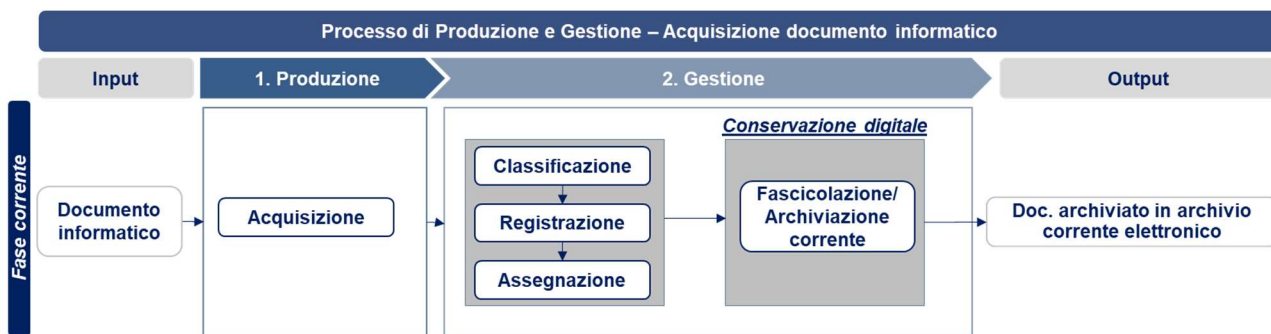 Processo di Produzione e Gestione – Acquisizione documento informatico
Input
1. Produzione
2. Gestione
Output
Fase corrente
Documento
informatico
Acquisizione
Classificazione
Registrazione
Assegnazione
Conservazione digitale
Fascicolazione/
Archiviazione
corrente
Doc. archiviato in archivio
corrente elettronico